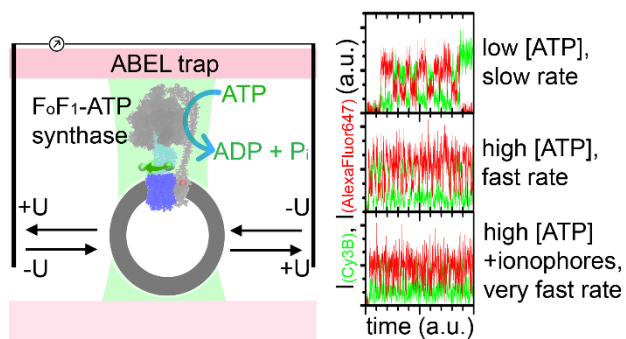 ABEL trap
FₒF₁-ATP
synthase
ATP
ADP + Pᵢ
+U
-U
-U
+U
I(Cy3B), I(AlexaFluor647) (a.u.)
time (a.u.)
low [ATP],
slow rate
high [ATP],
fast rate
high [ATP]
+ionophores,
very fast rate